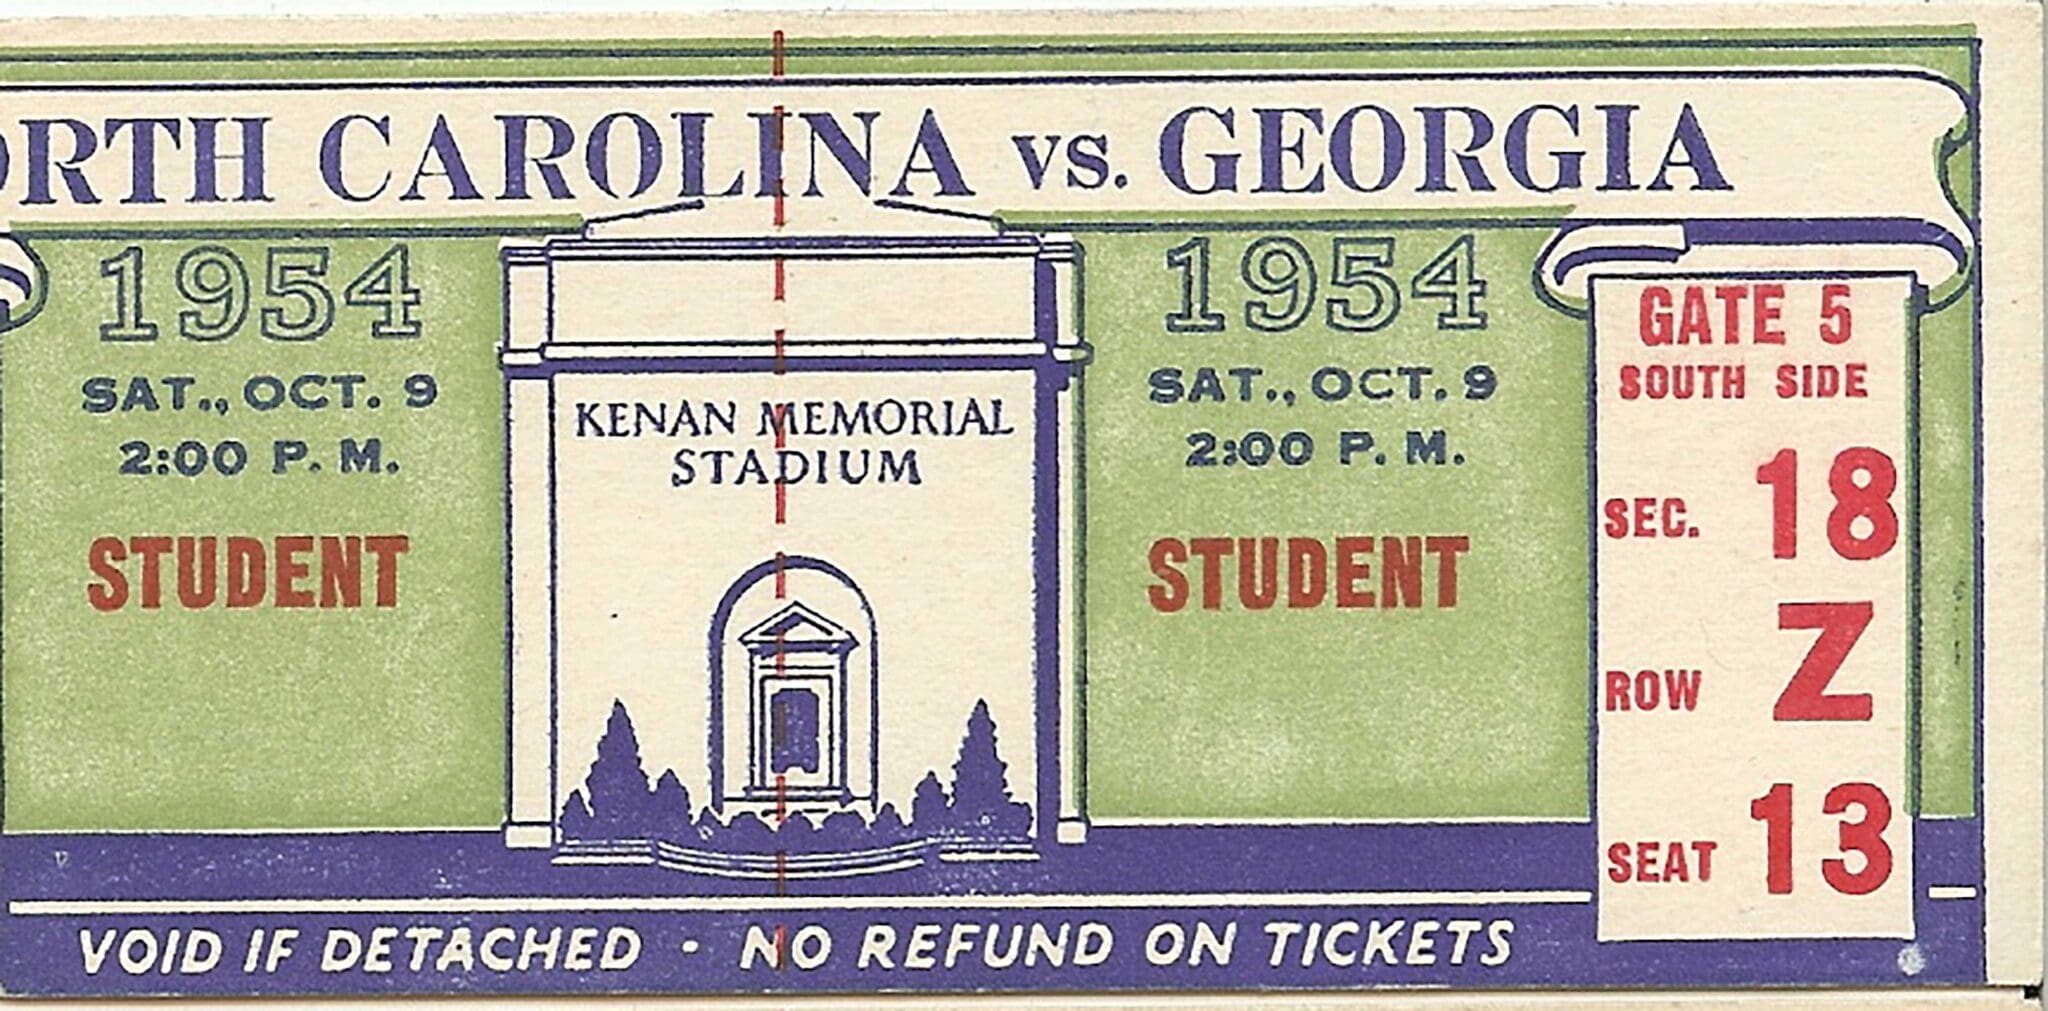 ORTH CAROLINA vs. GEORGIA
1954
SAT., OCT. 9
2:00 P. M.
STUDENT
KENAN MEMORIAL
STADIUM
1954
SAT., OCT. 9
2:00 P. M.
STUDENT
GATE 5
SOUTH SIDE
SEC. 18
ROW Z
SEAT 13
VOID IF DETACHED - NO REFUND ON TICKETS